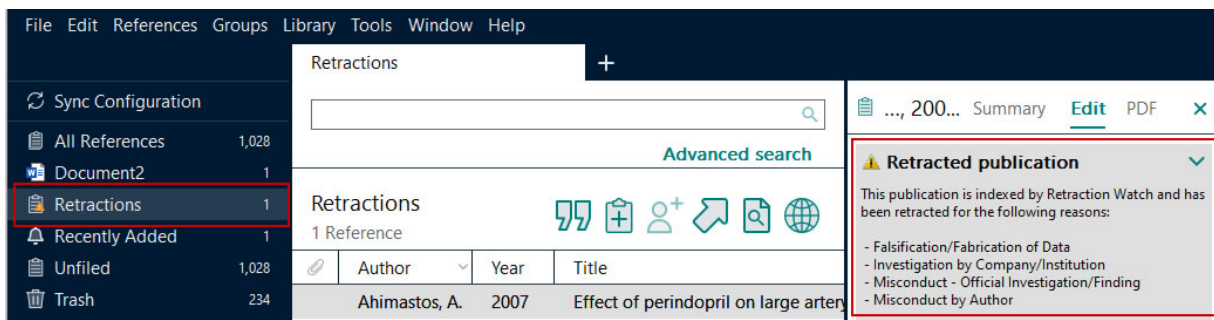 File Edit References Groups Library Tools Window Help
Retractions
+
Sync Configuration
All References 1,028
Document2 1
Retractions 1
Recently Added 1
Unfiled 1,028
Trash 234
Advanced search
Retractions
1 Reference
Author Year Title
Ahimastos, A. 2007 Effect of perindopril on large artery
..., 200... Summary Edit PDF ×
Retracted publication
This publication is indexed by Retraction Watch and has
been retracted for the following reasons:
- Falsification/Fabrication of Data
- Investigation by Company/Institution
- Misconduct - Official Investigation/Finding
- Misconduct by Author